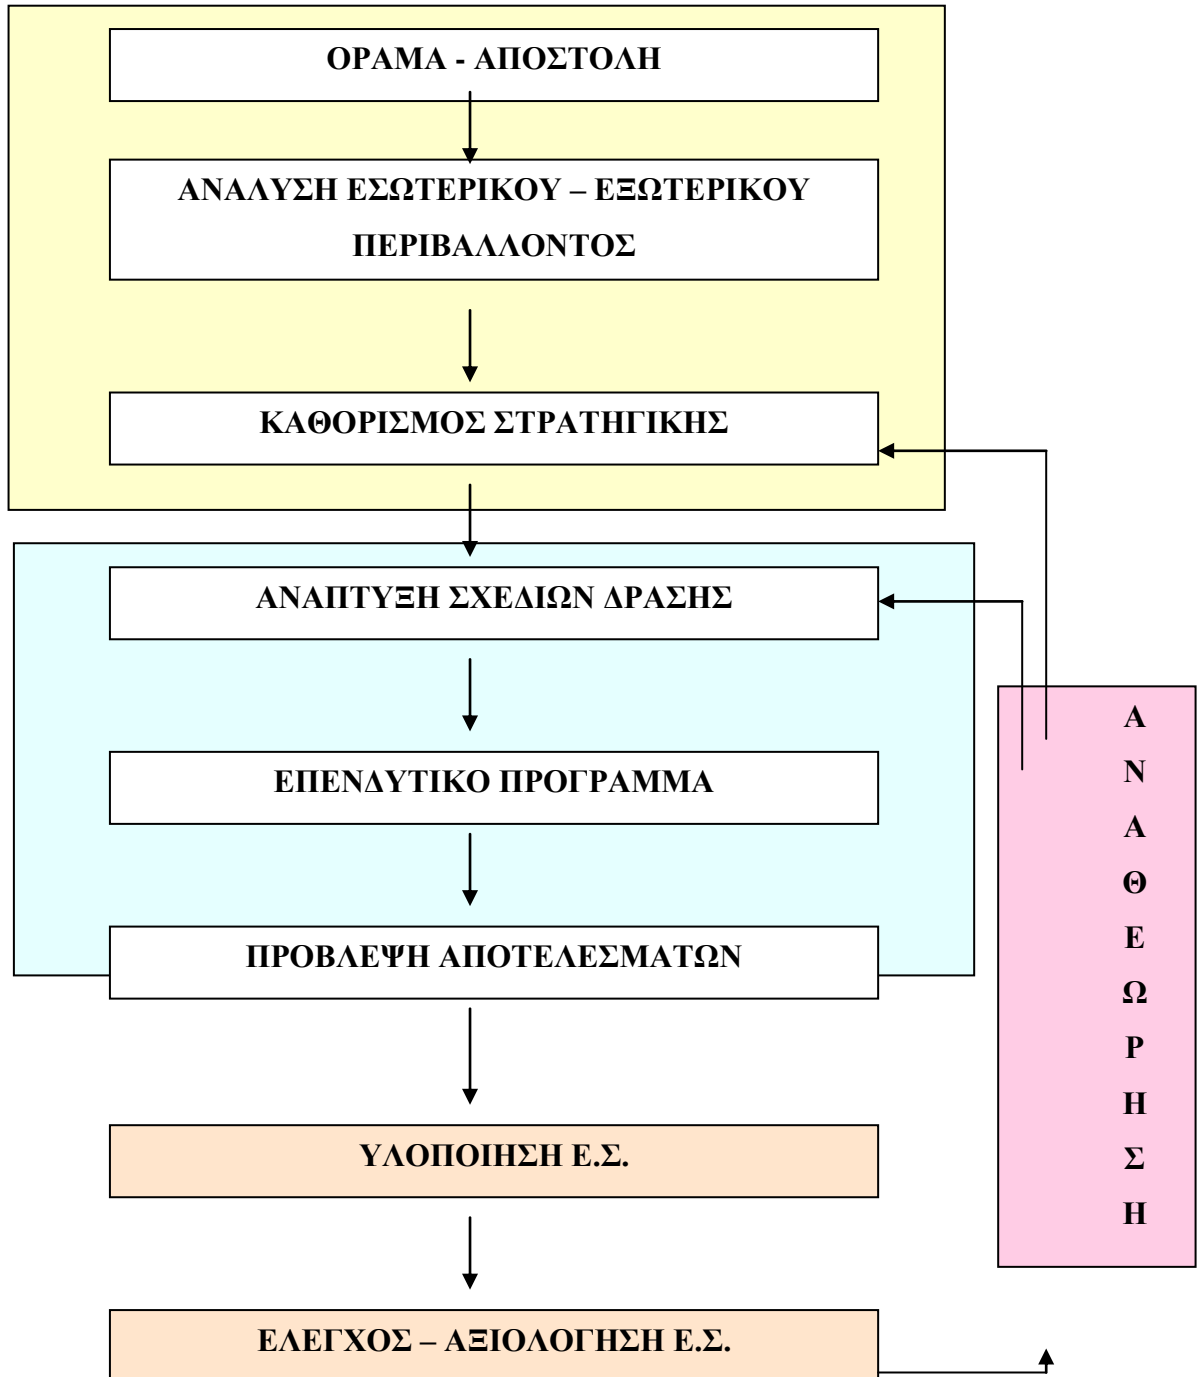 ΟΡΑΜΑ - ΑΠΟΣΤΟΛΗ
ΑΝΑΛΥΣΗ ΕΣΩΤΕΡΙΚΟΥ – ΕΞΩΤΕΡΙΚΟΥ
ΠΕΡΙΒΑΛΛΟΝΤΟΣ
ΚΑΘΟΡΙΣΜΟΣ ΣΤΡΑΤΗΓΙΚΗΣ
ΑΝΑΠΤΥΞΗ ΣΧΕΔΙΩΝ ΔΡΑΣΗΣ
ΕΠΕΝΔΥΤΙΚΟ ΠΡΟΓΡΑΜΜΑ
ΠΡΟΒΛΕΨΗ ΑΠΟΤΕΛΕΣΜΑΤΩΝ
ΥΛΟΠΟΙΗΣΗ Ε.Σ.
ΕΛΕΓΧΟΣ – ΑΞΙΟΛΟΓΗΣΗ Ε.Σ.
Α
Ν
Α
Θ
Ε
Ω
Ρ
Η
Σ
Η